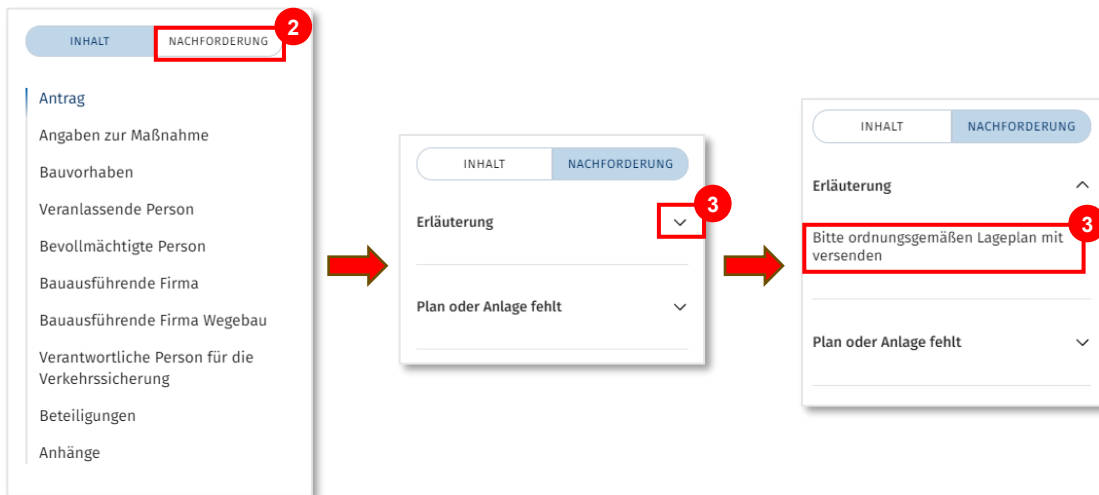 INHALT
NACHFORDERUNG
2
Antrag
Angaben zur Maßnahme
Bauvorhaben
Veranlassende Person
Bevollmächtigte Person
Bauausführende Firma
Bauausführende Firma Wegebau
Verantwortliche Person für die
Verkehrssicherung
Beteiligungen
Anhänge
INHALT
NACHFORDERUNG
Erläuterung
3
Plan oder Anlage fehlt
INHALT
NACHFORDERUNG
Erläuterung
3
Bitte ordnungsgemäßen Lageplan mit
versenden
Plan oder Anlage fehlt